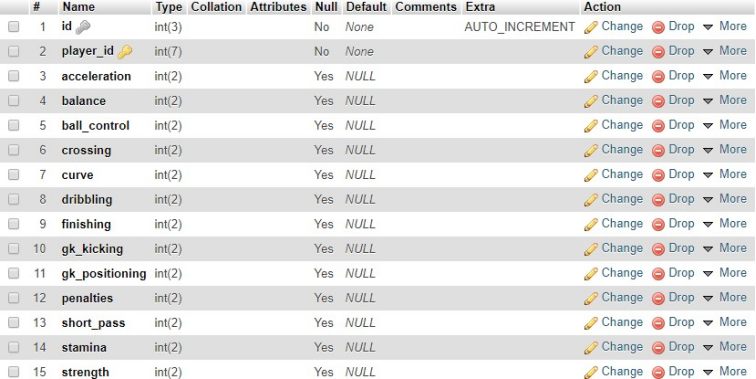 # Name Type Collation Attributes Null Default Comments Extra Action
1 id int(3) No None AUTO_INCREMENT Change Drop More
2 player_id int(7) No None Change Drop More
3 acceleration int(2) Yes NULL Change Drop More
4 balance int(2) Yes NULL Change Drop More
5 ball_control int(2) Yes NULL Change Drop More
6 crossing int(2) Yes NULL Change Drop More
7 curve int(2) Yes NULL Change Drop More
8 dribbling int(2) Yes NULL Change Drop More
9 finishing int(2) Yes NULL Change Drop More
10 gk_kicking int(2) Yes NULL Change Drop More
11 gk_positioning int(2) Yes NULL Change Drop More
12 penalties int(2) Yes NULL Change Drop More
13 short_pass int(2) Yes NULL Change Drop More
14 stamina int(2) Yes NULL Change Drop More
15 strength int(2) Yes NULL Change Drop More